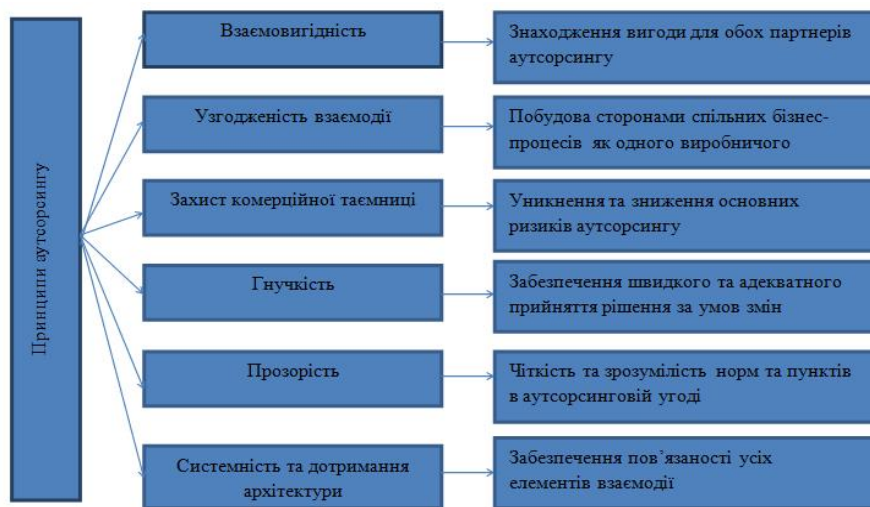 Принципи аутсорсингу
Взаємовигідність
Знаходження вигоди для обох партнерів
аутсорсингу
Узгодженість взаємодії
Побудова сторонами спільних бізнес-
процесів як одного виробничого
Захист комерційної таємниці
Уникнення та зниження основних
ризиків аутсорсингу
Гнучкість
Забезпечення швидкого та адекватного
прийняття рішення за умов змін
Прозорість
Чіткість та зрозумілість норм та пунктів
в аутсорсинговій угоді
Системність та дотримання
архітектури
Забезпечення пов’язаності усіх
елементів взаємодії